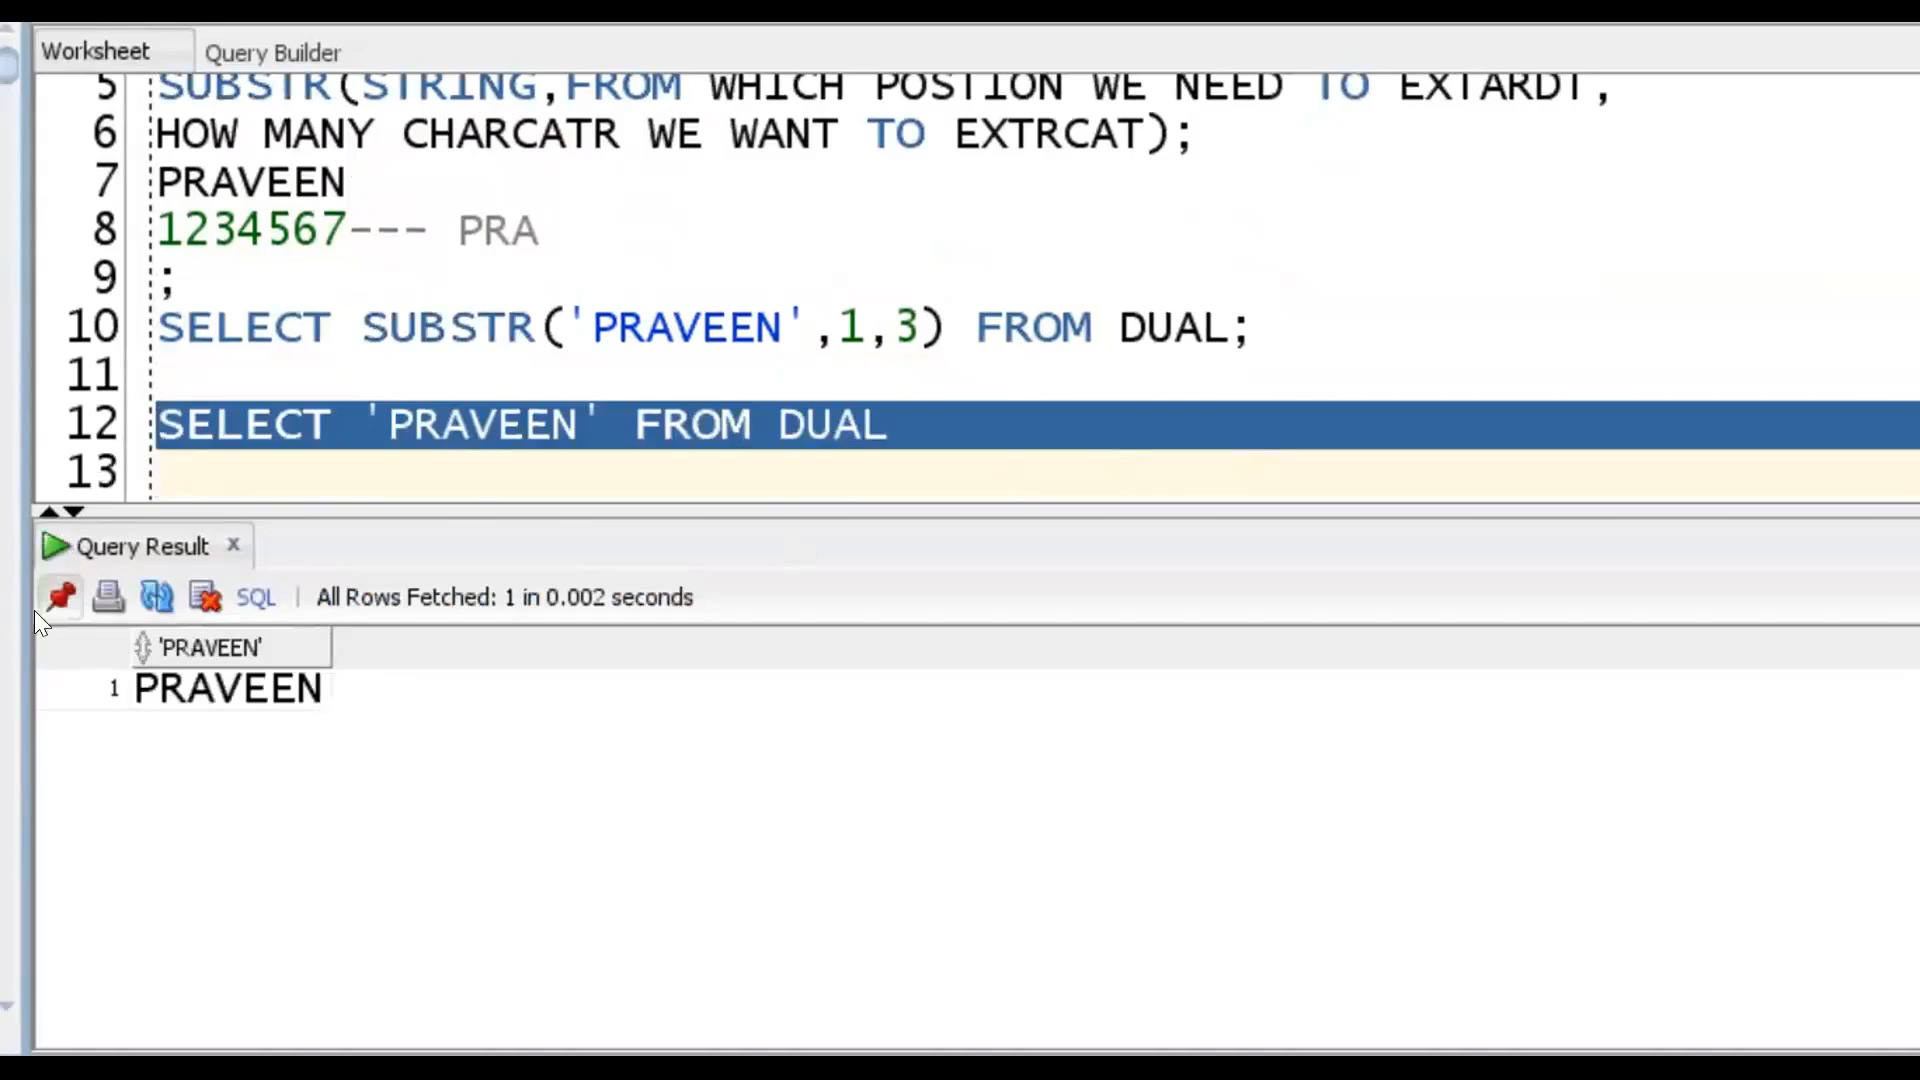 Worksheet Query Builder
5 SUBSTR(STRING,FROM WHICH POSTION WE NEED TO EXTARDT,
6 HOW MANY CHARCATR WE WANT TO EXTRCAT);
7 PRAVEEN
8 1234567--- PRA
9 ;
10 SELECT SUBSTR('PRAVEEN',1,3) FROM DUAL;
11
12 SELECT 'PRAVEEN' FROM DUAL
13
Query Result x
SQL | All Rows Fetched: 1 in 0.002 seconds
'PRAVEEN'
1 PRAVEEN